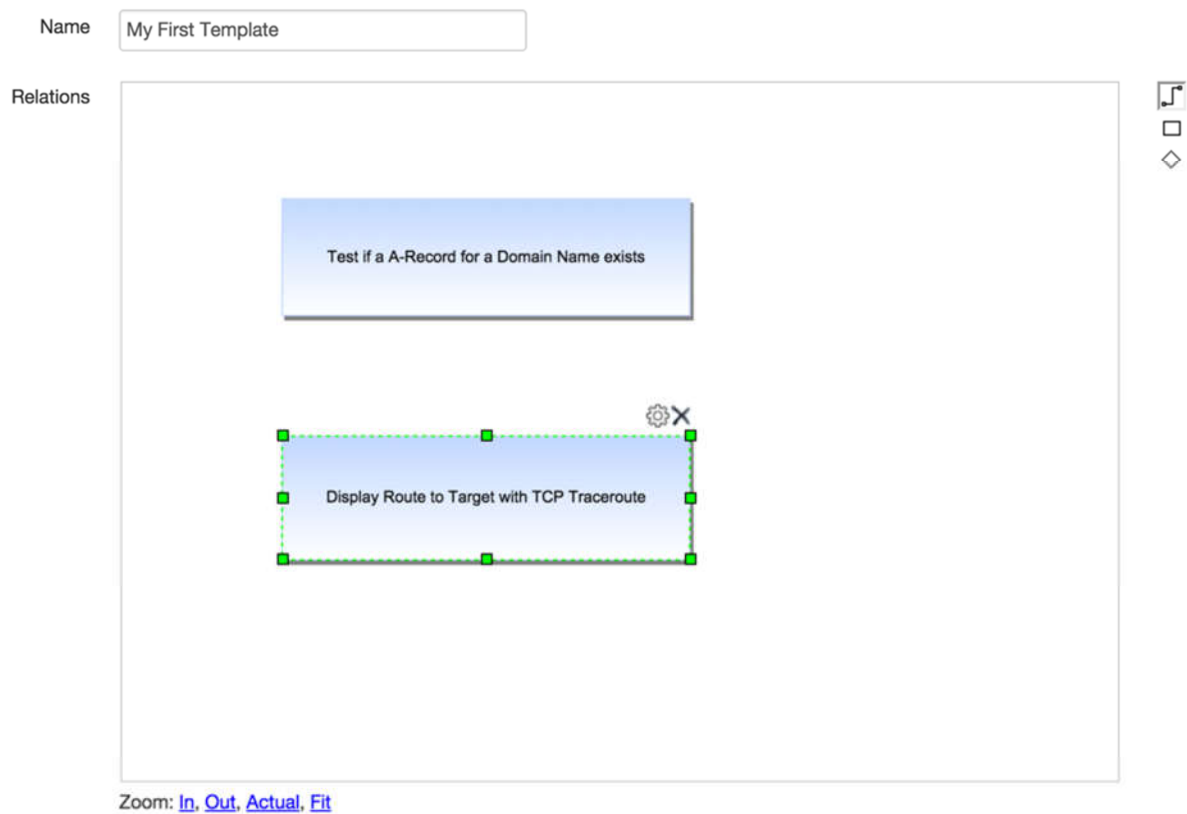 Name
My First Template
Relations
Test if a A-Record for a Domain Name exists
Display Route to Target with TCP Traceroute
Zoom: In, Out, Actual, Fit